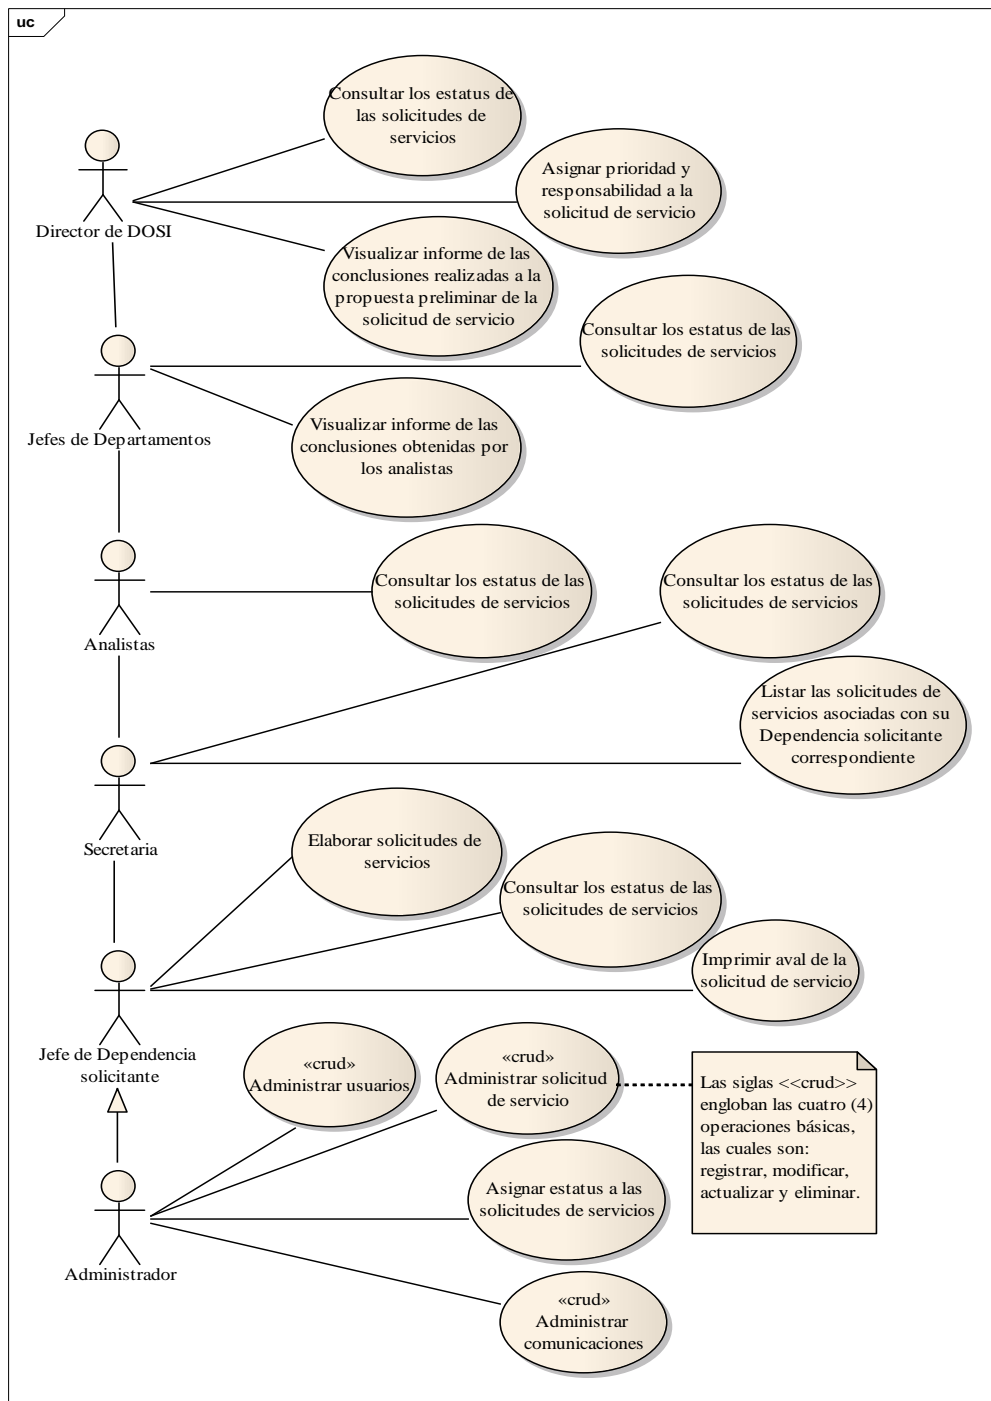 uc
Consultar los estatus de
las solicitudes de
servicios
Asignar prioridad y
responsabilidad a la
solicitud de servicio
Director de DOSI
Visualizar informe de las
conclusiones realizadas a la
propuesta preliminar de la
solicitud de servicio
Consultar los estatus de las
solicitudes de servicios
Jefes de Departamentos
Visualizar informe de las
conclusiones obtenidas por
los analistas
Consultar los estatus de las
solicitudes de servicios
Consultar los estatus de las
solicitudes de servicios
Analistas
Listar las solicitudes de
servicios asociadas con su
Dependencia solicitante
correspondiente
Secretaria
Elaborar solicitudes de
servicios
Consultar los estatus de las
solicitudes de servicios
Imprimir aval de la
solicitud de servicio
Jefe de Dependencia
solicitante
«crud»
Administrar usuarios
«crud»
Administrar solicitud
de servicio
Las siglas <<crud>>
engloban las cuatro (4)
operaciones básicas,
las cuales son:
registrar, modificar,
actualizar y eliminar.
Asignar estatus a las
solicitudes de servicios
Administrador
«crud»
Administrar
comunicaciones